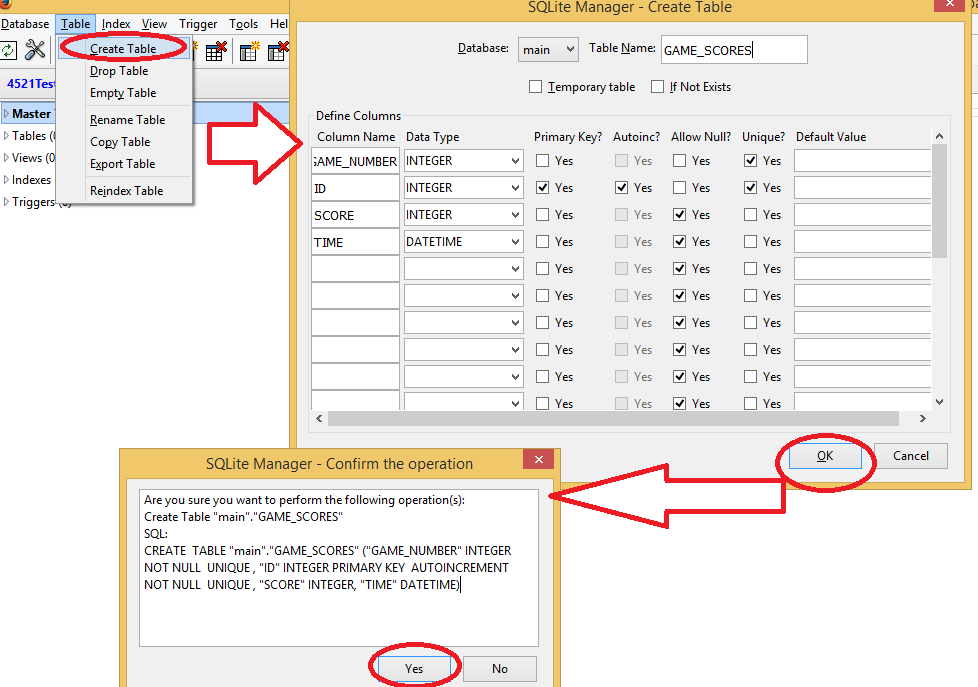 Database Table Index View Trigger Tools Hel
Create Table
Drop Table
Empty Table
Rename Table
Copy Table
Export Table
Reindex Table
4521Test
Master
Tables (
Views (0
Indexes
Triggers
SQLite Manager - Create Table
Database: main Table Name: GAME_SCORES
Temporary table If Not Exists
Define Columns
Column Name Data Type Primary Key? Autoinc? Allow Null? Unique? Default Value
GAME_NUMBER INTEGER Yes Yes Yes Yes
ID INTEGER Yes Yes Yes Yes
SCORE INTEGER Yes Yes Yes Yes
TIME DATETIME Yes Yes Yes Yes
Yes Yes Yes Yes
Yes Yes Yes Yes
Yes Yes Yes Yes
Yes Yes Yes Yes
Yes Yes Yes Yes
Yes Yes Yes Yes
OK Cancel
SQLite Manager - Confirm the operation
Are you sure you want to perform the following operation(s):
Create Table "main"."GAME_SCORES"
SQL:
CREATE TABLE "main"."GAME_SCORES" ("GAME_NUMBER" INTEGER
NOT NULL UNIQUE , "ID" INTEGER PRIMARY KEY AUTOINCREMENT
NOT NULL UNIQUE , "SCORE" INTEGER, "TIME" DATETIME)
Yes No